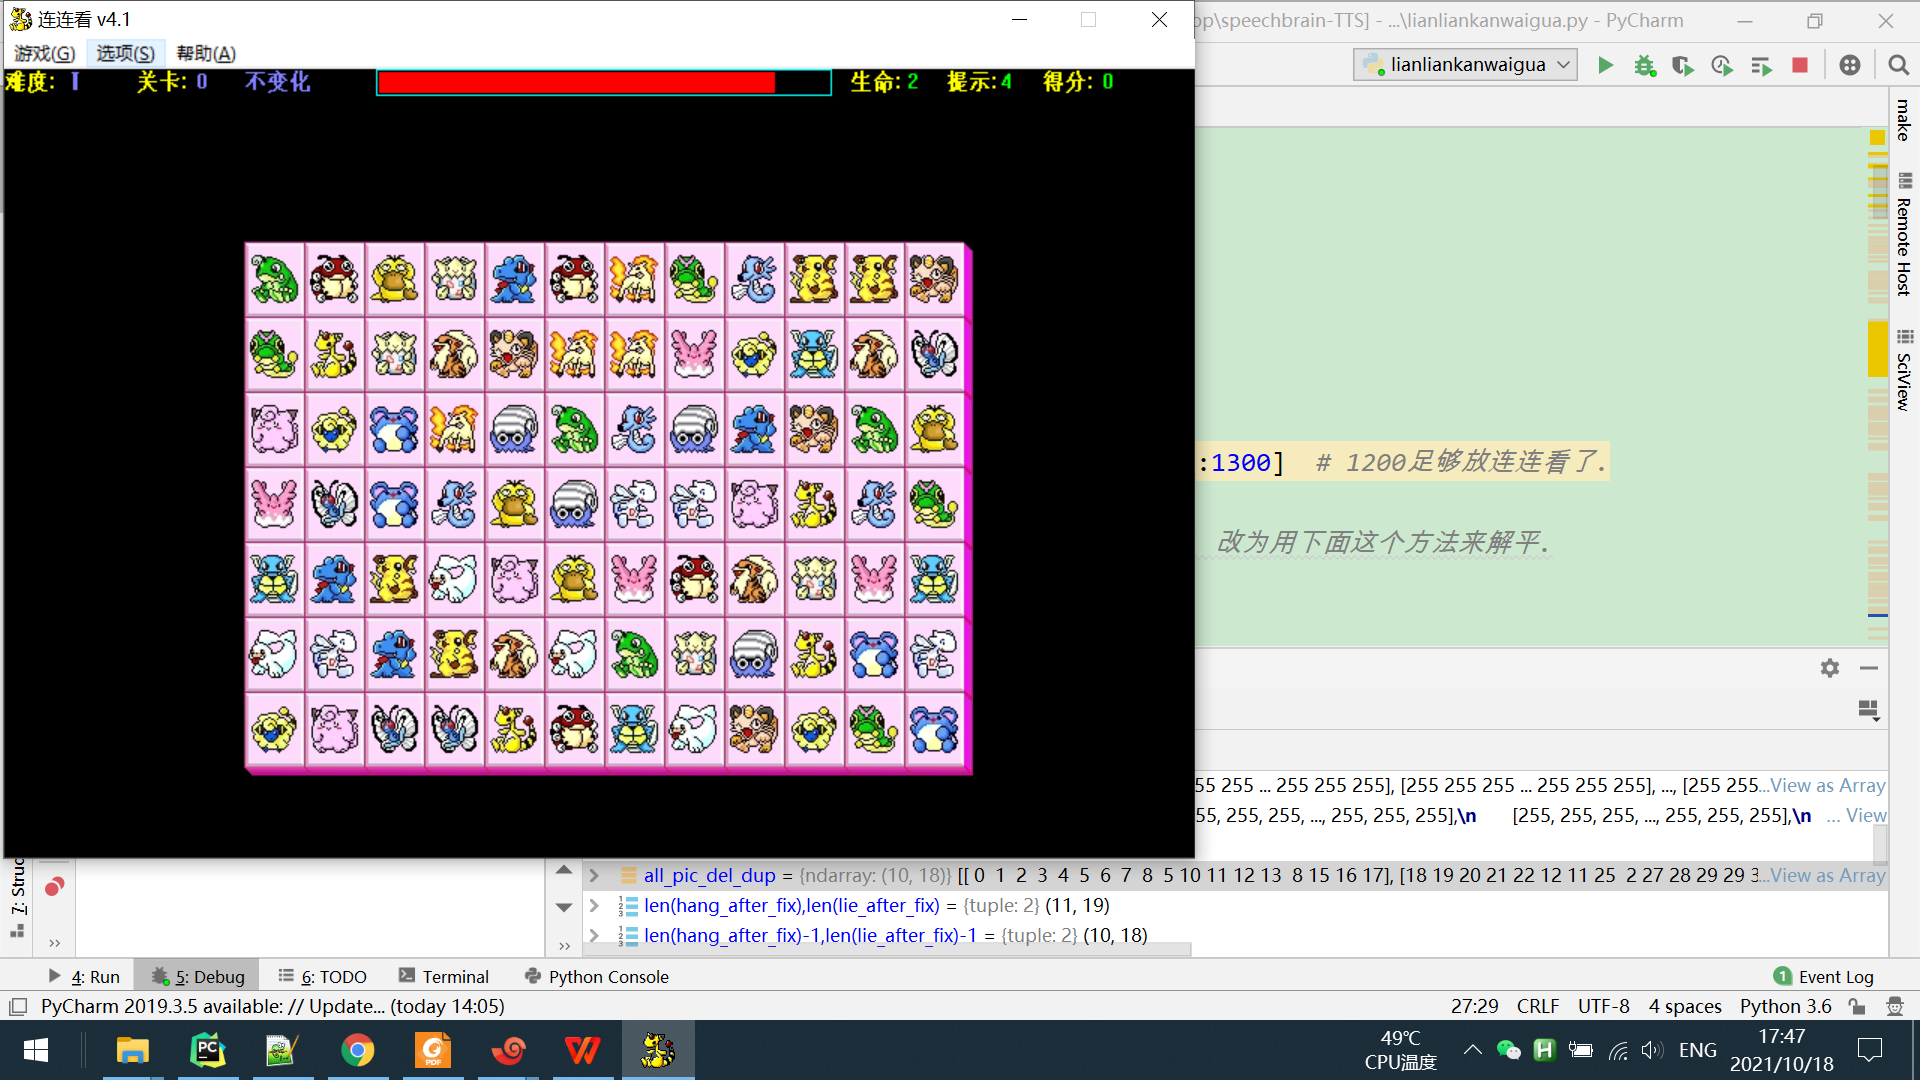 连连看 v4.1
op\speechbrain-TTS] - ...\lianliankanwaigua.py - PyCharm
游戏(G) 选项(S) 帮助(A)
lianliankanwaigua
难度: I 关卡: 0 不变化 生命: 2 提示: 4 得分: 0
make
Remote Host
SciView
:1300]  # 1200足够放连连看了.
改为用下面这个方法来解平.
55 255 ... 255 255 255], [255 255 255 ... 255 255 255], ..., [255 255...View as Array
55, 255, 255, ..., 255, 255, 255],\n [255, 255, 255, ..., 255, 255, 255],\n ... View
7: Struc
all_pic_del_dup = {ndarray: (10, 18)} [[ 0 1 2 3 4 5 6 7 8 5 10 11 12 13 8 15 16 17], [18 19 20 21 22 12 11 25 2 27 28 29 29 3...View as Array
len(hang_after_fix),len(lie_after_fix) = {tuple: 2} (11, 19)
len(hang_after_fix)-1,len(lie_after_fix)-1 = {tuple: 2} (10, 18)
4: Run 5: Debug 6: TODO Terminal Python Console 1 Event Log
PyCharm 2019.3.5 available: // Update... (today 14:05) 27:29 CRLF UTF-8 4 spaces Python 3.6
PC
PDF
49℃
CPU温度
H
ENG
17:47
2021/10/18